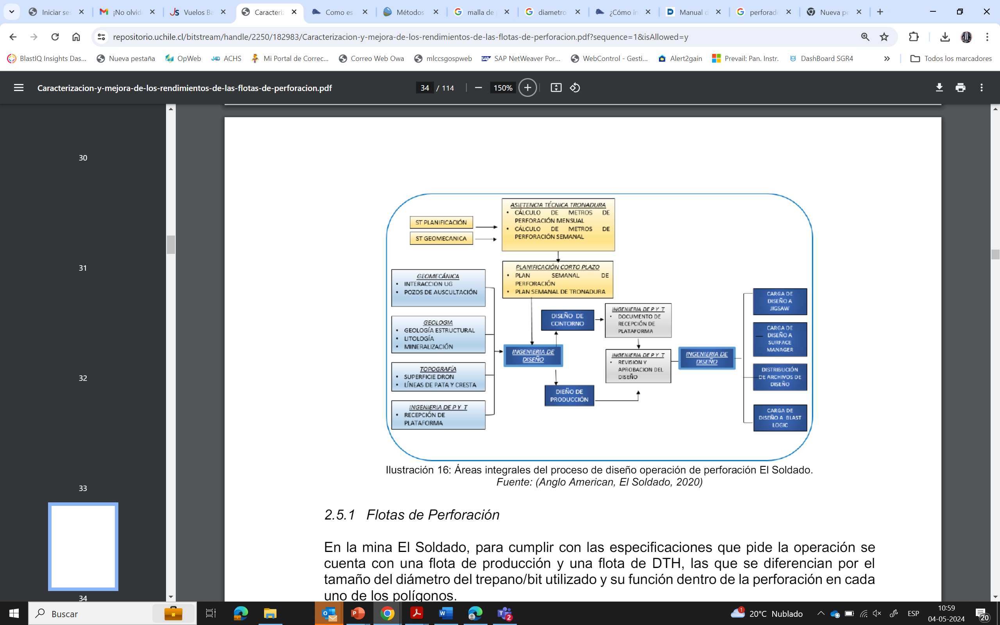 Iniciar ses
¡No olvid
Vuelos Ba
Caracteriz
Como es
Métodos
malla de
diametro
¿Cómo in
Manual d
perforado
Nueva pe
repositorio.uchile.cl/bitstream/handle/2250/182983/Caracterizacion-y-mejora-de-los-rendimientos-de-las-flotas-de-perforacion.pdf?sequence=1&isAllowed=y
BlastIQ Insights Das...
Nueva pestaña
OpWeb
ACHS
Mi Portal de Correc...
Correo Web Owa
mlccsgospweb
SAP NetWeaver Por...
WebControl - Gesti...
Alert2gain
Prevail: Pan. Instr.
DashBoard SGR4
Todos los marcadores
Caracterizacion-y-mejora-de-los-rendimientos-de-las-flotas-de-perforacion.pdf
34 / 114
150%
30
31
32
33
34
ST PLANIFICACIÓN
ST GEOMECANICA
ASIETENCIA TÉCNICA TRONADURA
• CÁLCULO DE METROS DE
PERFORACIÓN MENSUAL
• CÁLCULO DE METROS DE
PERFORACIÓN SEMANAL
PLANIFICACIÓN CORTO PLAZO
• PLAN SEMANAL DE
PERFORACIÓN
• PLAN SEMANAL DE TRONADURA
GEOMECÁNICA
• INTERACCION UG
• POZOS DE AUSCULTACIÓN
GEOLOGIA
• GEOLOGÍA ESTRUCTURAL
• LITOLOGÍA
• MINERALIZACIÓN
TOPOGRAFÍA
• SUPERFICIE DRON
• LÍNEAS DE PATA Y CRESTA
INGENIERIA DE P Y T
• RECEPCIÓN DE
PLATAFORMA
INGENIERIA DE
DISEÑO
DISEÑO DE
CONTORNO
DIEÑO DE
PRODUCCIÓN
INGENIERIA DE P Y T
• DOCUMENTO DE
RECEPCIÓN DE
PLATAFORMA
INGENIERIA DE P Y T
• REVISION Y
APROBACION DEL
DISEÑO
INGENIERIA DE
DISEÑO
CARGA DE
DISEÑO A
JIGSAW
CARGA DE
DISEÑO A
SURFACE
MANAGER
DISTRIBUCIÓN
DE ARCHIVOS DE
DISEÑO
CARGA DE
DISEÑO A BLAST
LOGIC
Ilustración 16: Áreas integrales del proceso de diseño operación de perforación El Soldado.
Fuente: (Anglo American, El Soldado, 2020)
2.5.1 Flotas de Perforación
En la mina El Soldado, para cumplir con las especificaciones que pide la operación se
cuenta con una flota de producción y una flota de DTH, las que se diferencian por el
tamaño del diámetro del trepano/bit utilizado y su función dentro de la perforación en cada
uno de los polígonos.
Buscar
1
20°C Nublado
ESP
10:59
04-05-2024
20
2